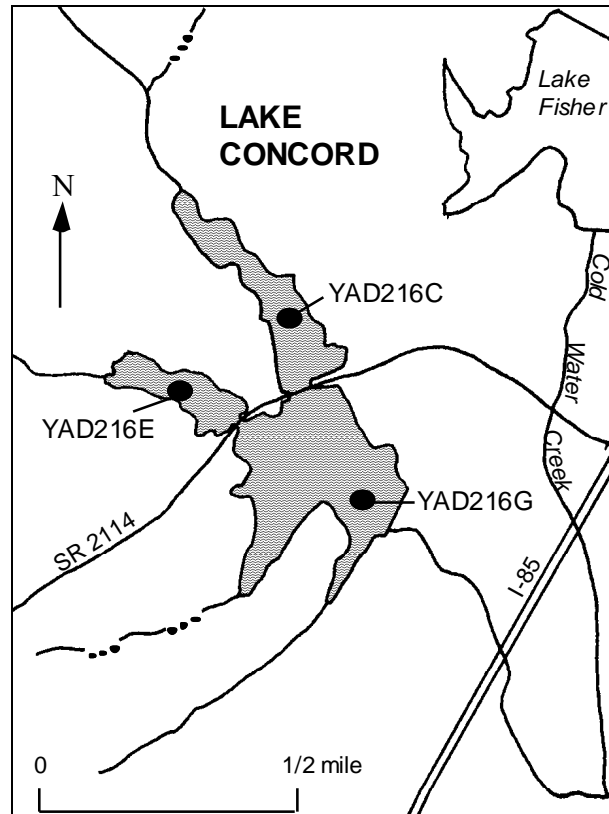 Lake
Fisher
LAKE
CONCORD
N
Cold
Water
Creek
YAD216C
YAD216E
YAD216G
SR 2114
I-85
0
1/2 mile